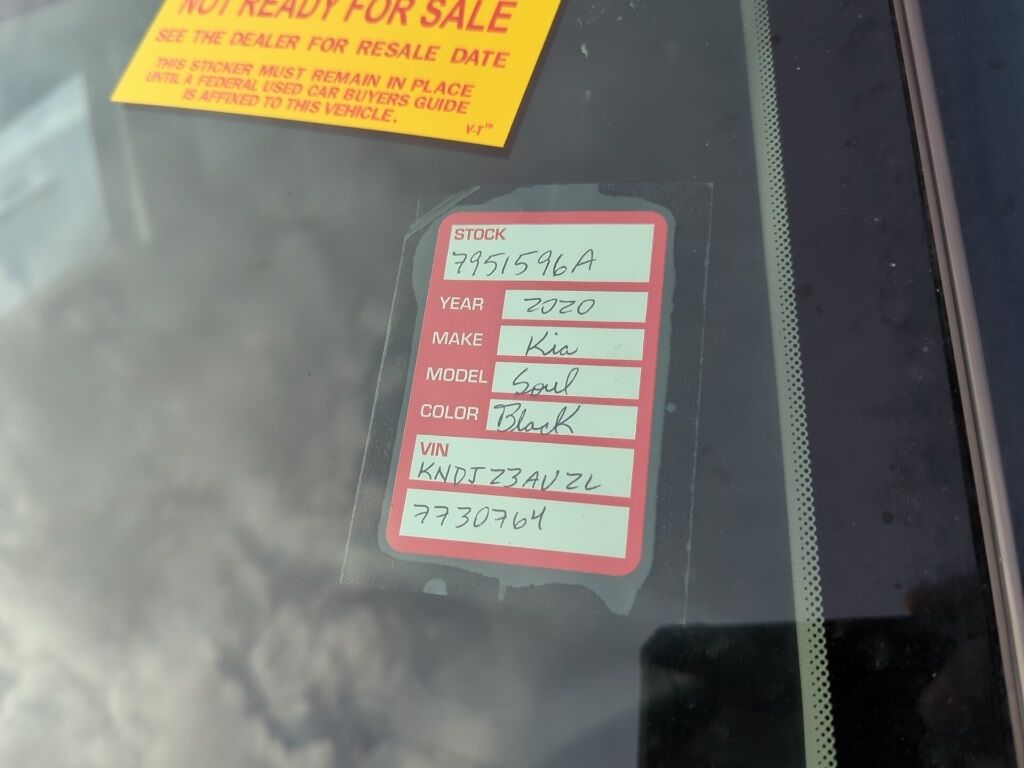 NOT READY FOR SALE
SEE THE DEALER FOR RESALE DATE
THIS STICKER MUST REMAIN IN PLACE
UNTIL A FEDERAL USED CAR BUYERS GUIDE
IS AFFIXED TO THIS VEHICLE.
V-T™
STOCK
7951596A
YEAR 2020
MAKE Kia
MODEL Soul
COLOR Black
VIN
KNDJ23AU2L
7730764